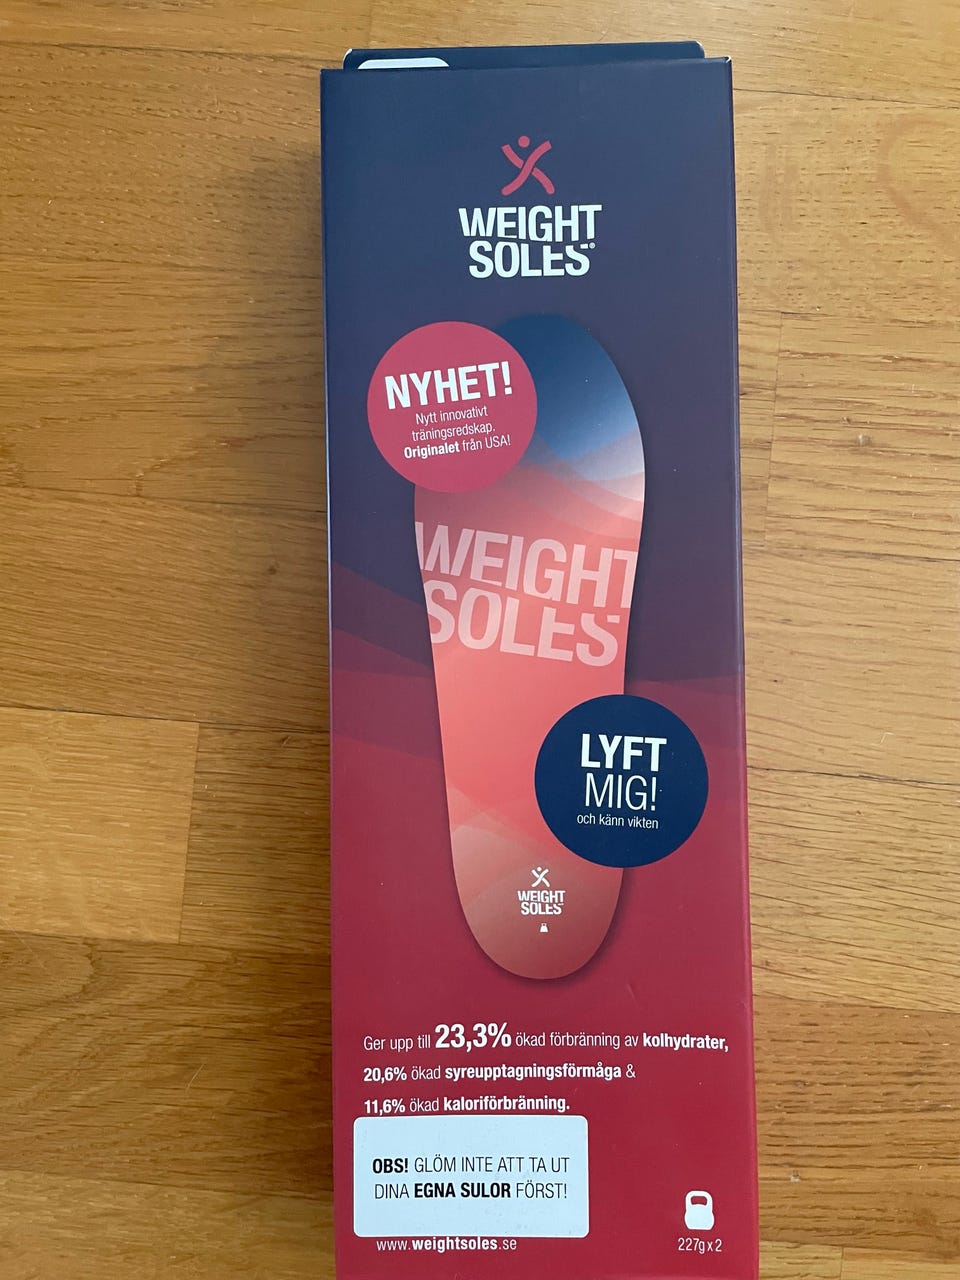 WEIGHT
SOLES®
NYHET!
Nytt innovativt
träningsredskap.
Originalet från USA!
WEIGHT
SOLES
LYFT
MIG!
och känn vikten
WEIGHT
SOLES
Ger upp till 23,3% ökad förbränning av kolhydrater,
20,6% ökad syreupptagningsförmåga &
11,6% ökad kaloriförbränning.
OBS! GLÖM INTE ATT TA UT
DINA EGNA SULOR FÖRST!
www.weightsoles.se
227g x 2